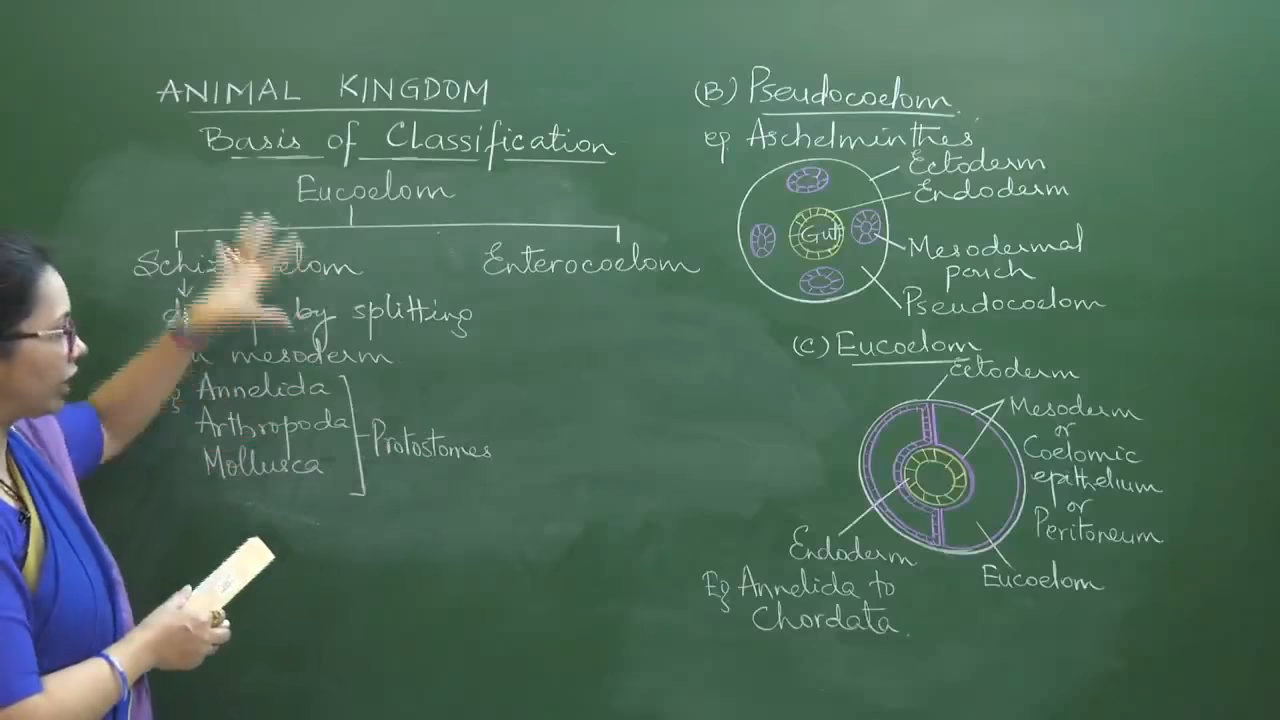 ANIMAL KINGDOM
Basis of Classification
Eucoelom
Enterocoelom
by splitting
mesoderm
Annelida
Arthropoda
Mollusca
Protostomes
(B) Pseudocoelom
eg Aschelminthes
Ectoderm
Endoderm
Gut
Mesodermal
pouch
Pseudocoelom
(C) Eucoelom
Ectoderm
Mesoderm
or
Coelomic
epithelium
or
Peritoneum
Endoderm
Eucoelom
Eg Annelida to
Chordata.